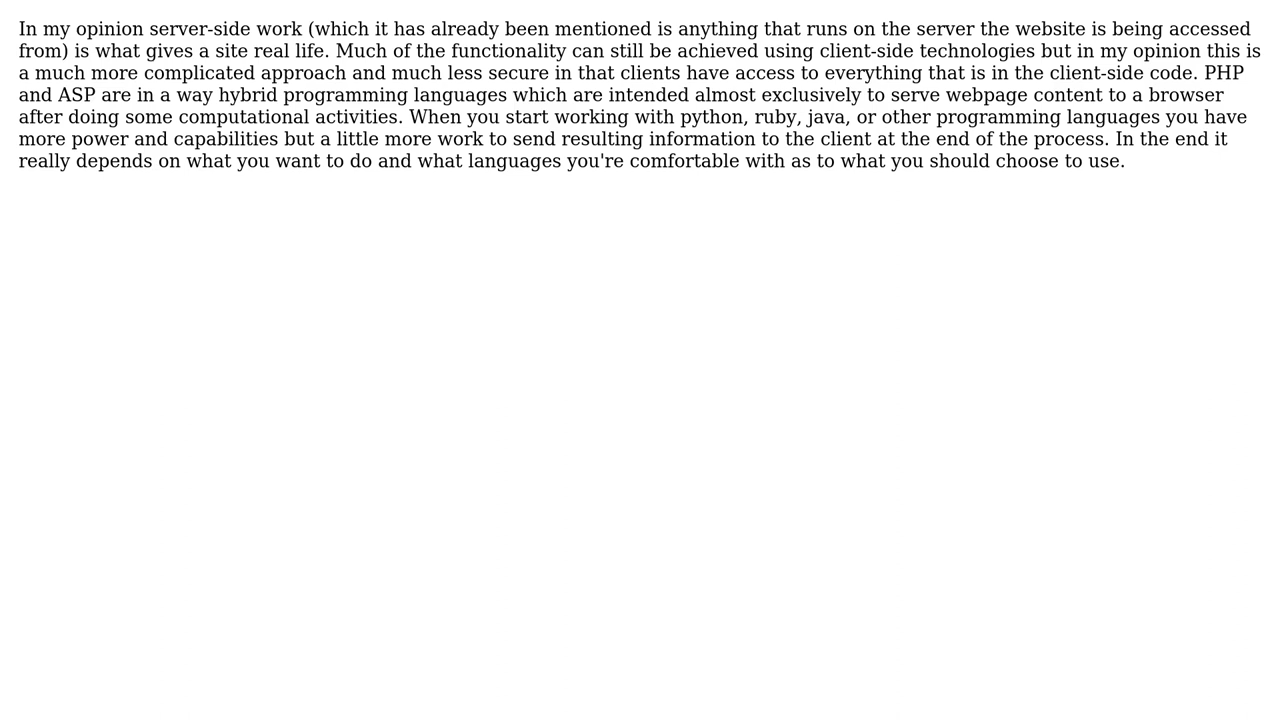 In my opinion server-side work (which it has already been mentioned is anything that runs on the server the website is being accessed
from) is what gives a site real life. Much of the functionality can still be achieved using client-side technologies but in my opinion this is
a much more complicated approach and much less secure in that clients have access to everything that is in the client-side code. PHP
and ASP are in a way hybrid programming languages which are intended almost exclusively to serve webpage content to a browser
after doing some computational activities. When you start working with python, ruby, java, or other programming languages you have
more power and capabilities but a little more work to send resulting information to the client at the end of the process. In the end it
really depends on what you want to do and what languages you're comfortable with as to what you should choose to use.